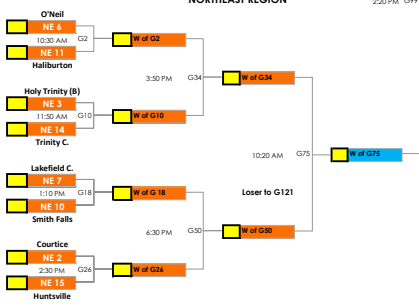 NORTHEAST REGION
2:20 PM G99
O'Neil
NE 6
10:30 AM G2
W of G2
NE 11
Haliburton
3:50 PM G34
W of G34
Holy Trinity (B)
NE 3
11:50 AM G10
W of G10
NE 14
Trinity C.
10:20 AM G75
W of G75
Lakefield C.
NE 7
1:10 PM G18
W of G 18
NE 10
Smith Falls
Loser to G121
6:30 PM G50
W of G50
Courtice
NE 2
2:30 PM G26
W of G26
NE 15
Huntsville